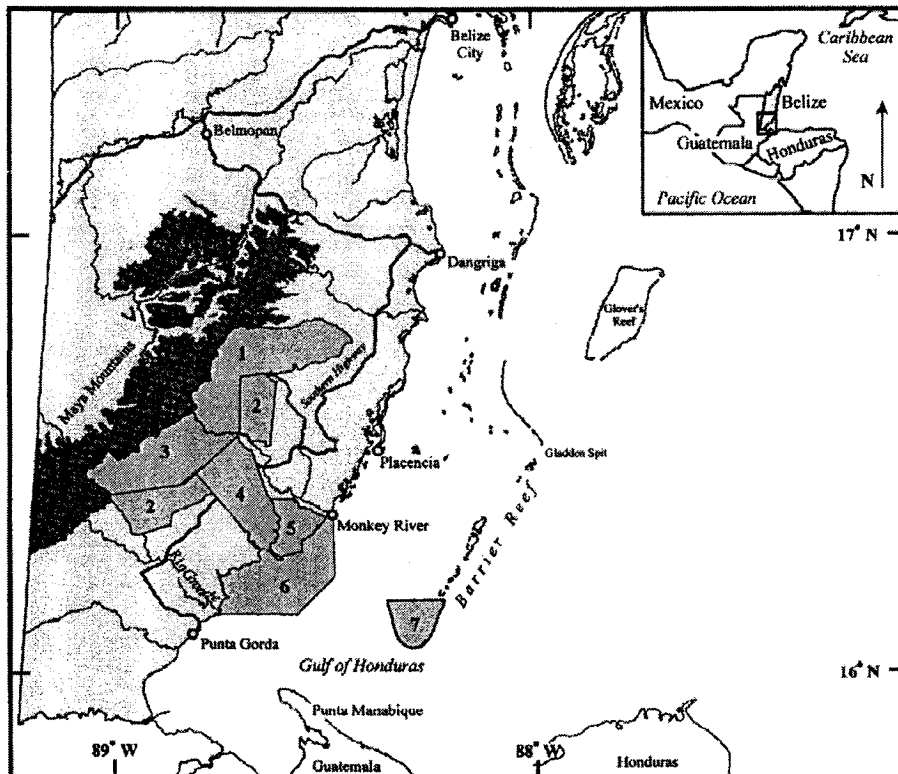 Belize
City
Caribbean
Sea
Mexico
Belize
Guatemala
Honduras
Pacific Ocean
N
Belmopan
17° N
Dangriga
Glover's
Reef
Maya Mountains
1
Southern Highway
2
3
Placencia
Gladden Spit
4
2
5
Monkey River
Barrier Reef
Rio Grande
6
7
Punta Gorda
Gulf of Honduras
16° N
Punta Manabique
89° W
88° W
Guatemala
Honduras